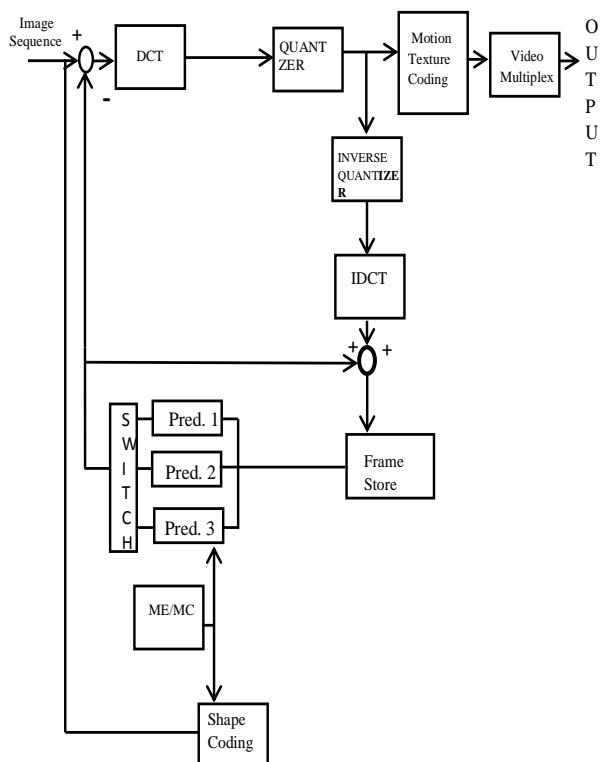 Image
Sequence
+
-
DCT
QUANT
ZER
Motion
Texture
Coding
Video
Multiplex
O
U
T
P
U
T
INVERSE
QUANTIZE
R
IDCT
+
+
S
W
I
T
C
H
Pred. 1
Pred. 2
Pred. 3
Frame
Store
ME/MC
Shape
Coding